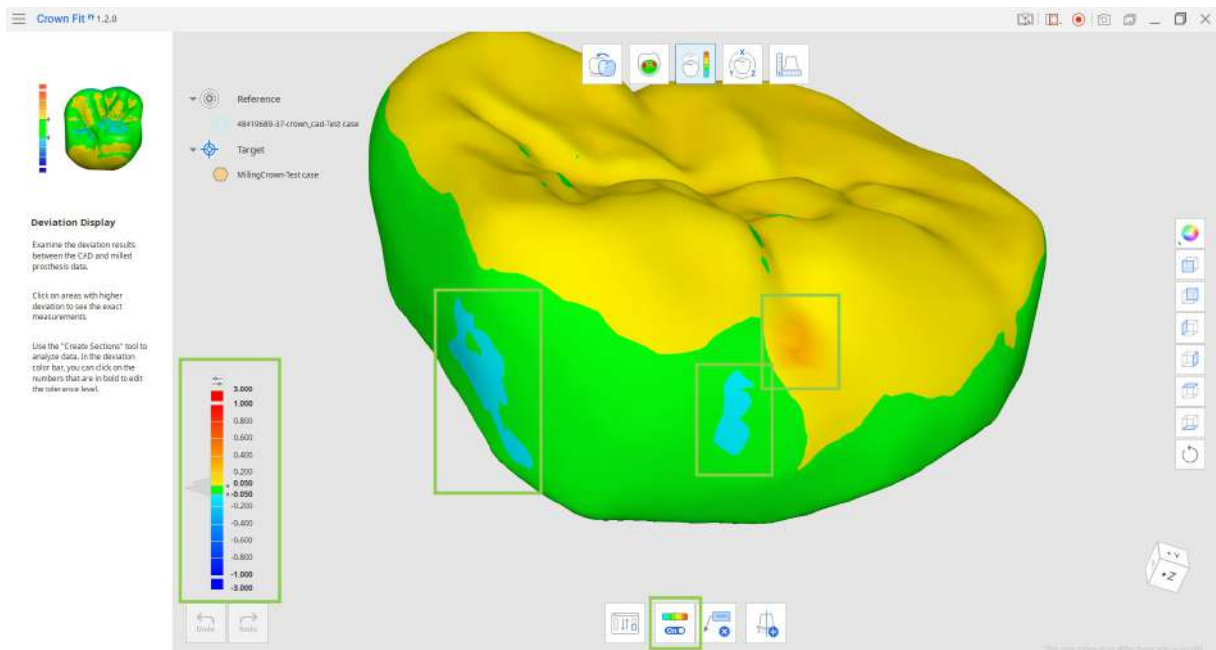 Crown Fit 1.2.0
Reference
48419689-37-crown_cad-Test case
Target
MillingCrown-Test case
Deviation Display
Examine the deviation results
between the CAD and milled
prosthesis data.
Click on areas with higher
deviation to see the exact
measurements.
Use the "Create Sections" tool to
analyze data. In the deviation
color bar, you can click on the
numbers that are in bold to edit
the tolerance level.
3.000
1.000
0.800
0.600
0.400
0.200
0.050
-0.050
-0.200
-0.400
-0.600
-0.800
-1.000
-3.000
Undo
Redo
On
X
Y
Z
+Y
+Z